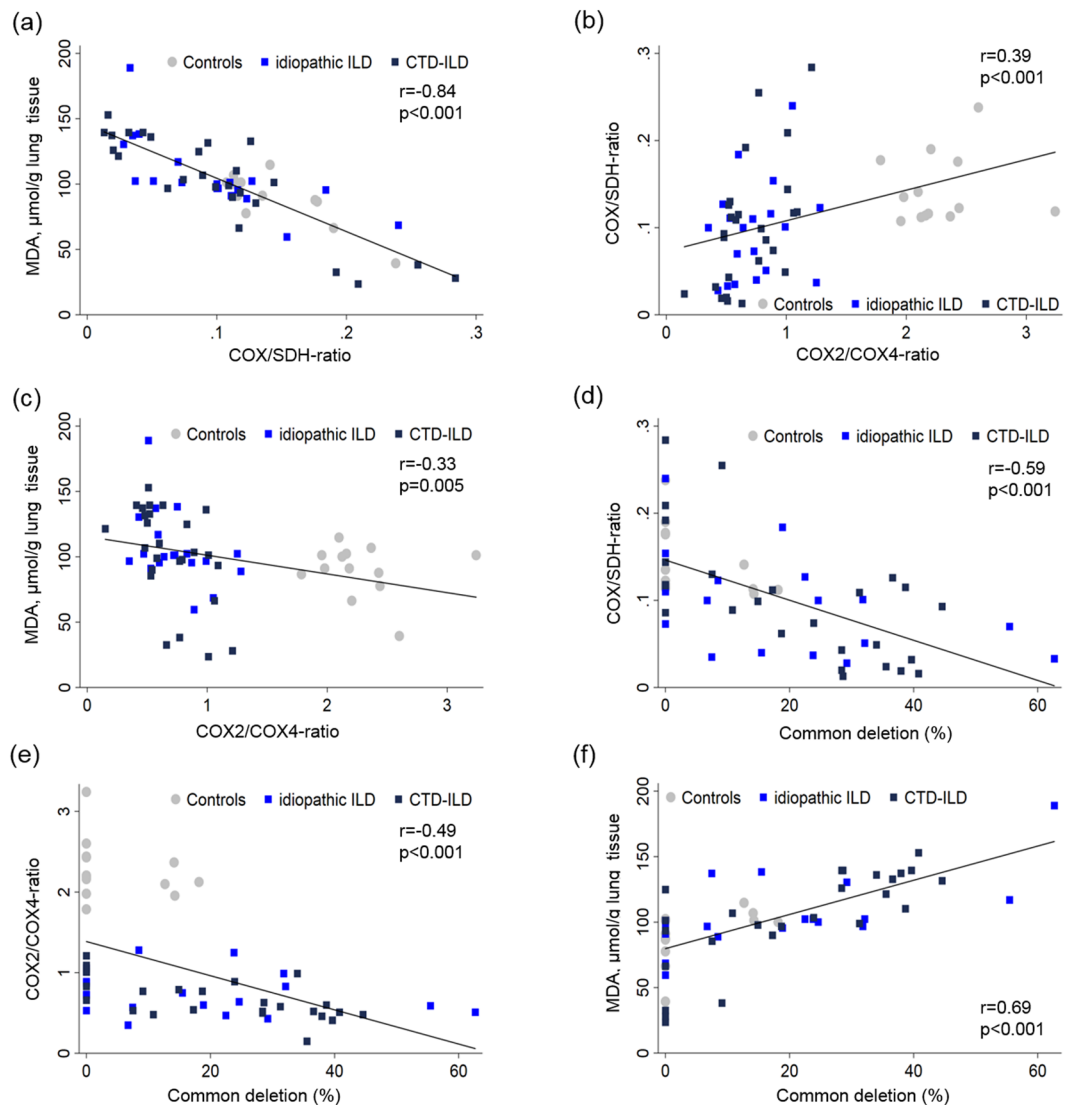 (a)
200
150
100
50
0
MDA, μmol/g lung tissue
Controls idiopathic ILD CTD-ILD
r=-0.84
p<0.001
0 .1 .2 .3
COX/SDH-ratio
(b)
.3
.2
.1
0
COX/SDH-ratio
r=0.39
p<0.001
Controls idiopathic ILD CTD-ILD
0 1 2 3
COX2/COX4-ratio
(c)
200
150
100
50
0
MDA, μmol/g lung tissue
Controls idiopathic ILD CTD-ILD
r=-0.33
p=0.005
0 1 2 3
COX2/COX4-ratio
(d)
.3
.2
.1
0
COX/SDH-ratio
Controls idiopathic ILD CTD-ILD
r=-0.59
p<0.001
0 20 40 60
Common deletion (%)
(e)
3
2
1
0
COX2/COX4-ratio
Controls idiopathic ILD CTD-ILD
r=-0.49
p<0.001
0 20 40 60
Common deletion (%)
(f)
200
150
100
50
0
MDA, μmol/g lung tissue
Controls idiopathic ILD CTD-ILD
r=0.69
p<0.001
0 20 40 60
Common deletion (%)